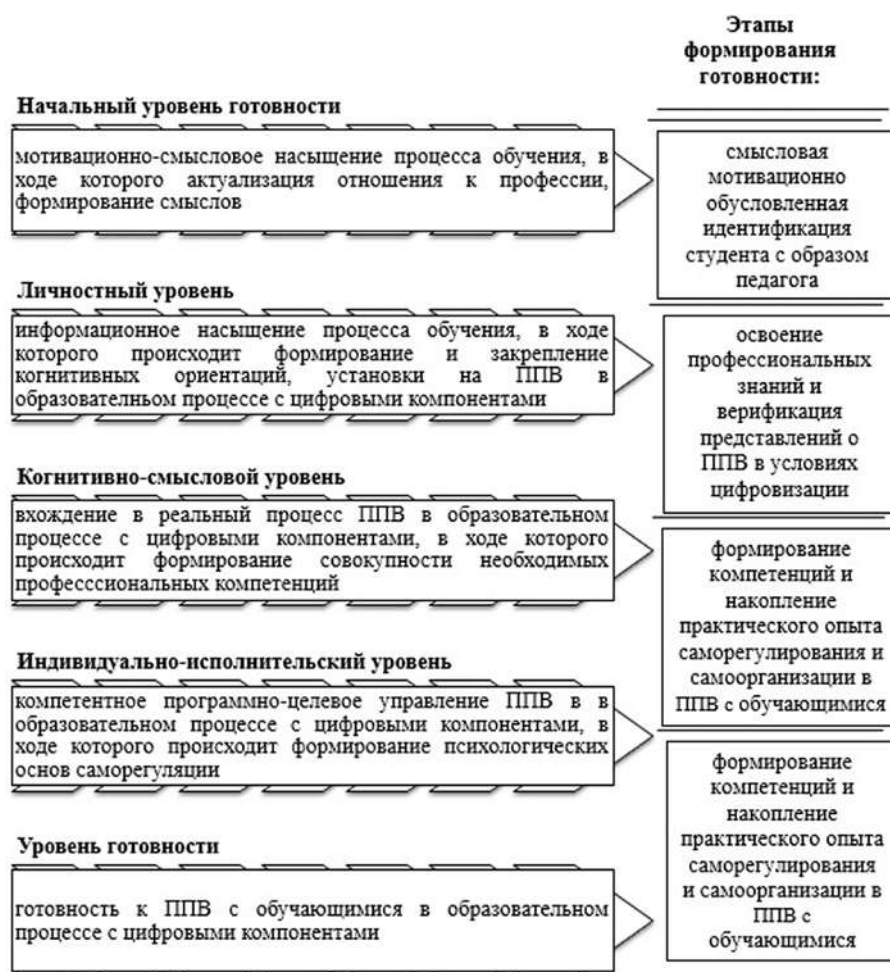 Этапы
формирования
готовности:
Начальный уровень готовности
мотивационно-смысловое насыщение процесса обучения, в
ходе которого актуализация отношения к профессии,
формирование смыслов
смысловая
мотивационно
обусловленная
идентификация
студента с образом
педагога
Личностный уровень
информационное насыщение процесса обучения, в ходе
которого происходит формирование и закрепление
когнитивных ориентаций, установки на ППВ в
образователньом процессе с цифровыми компонентами
освоение
профессиональных
знаний и
верификация
представлений о
ППВ в условиях
цифровизации
Когнитивно-смысловой уровень
вхождение в реальный процесс ППВ в образовательном
процессе с цифровыми компонентами, в ходе которого
происходит формирование совокупности необходимых
професссиональных компетенций
формирование
компетенций и
накопление
практического опыта
саморегулирования и
самоорганизации в
ППВ с обучающимися
Индивидуально-исполнительский уровень
компетентное программно-целевое управление ППВ в в
образовательном процессе с цифровыми компонентами, в
ходе которого происходит формирование психологических
основ саморегуляции
формирование
компетенций и
накопление
практического опыта
саморегулирования
и самоорганизации в
ППВ с
обучающимися
Уровень готовности
готовность к ППВ с обучающимися в образовательном
процессе с цифровыми компонентами